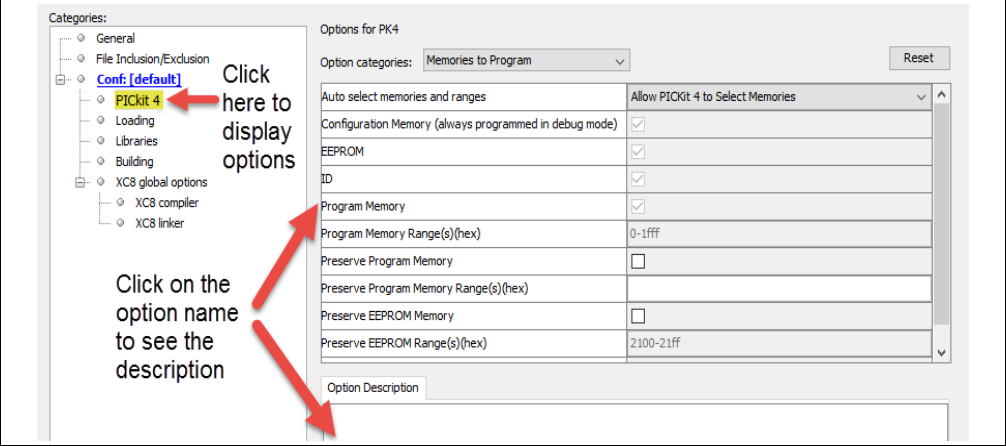 Categories:
General
File Inclusion/Exclusion
Conf: [default]
PICkit 4
Loading
Libraries
Building
XC8 global options
XC8 compiler
XC8 linker
Click
here to
display
options
Click on the
option name
to see the
description
Options for PK4
Option categories: Memories to Program
Reset
Auto select memories and ranges Allow PICKit 4 to Select Memories
Configuration Memory (always programmed in debug mode)
EEPROM
ID
Program Memory
Program Memory Range(s)(hex) 0-1fff
Preserve Program Memory
Preserve Program Memory Range(s)(hex)
Preserve EEPROM Memory
Preserve EEPROM Range(s)(hex) 2100-21ff
Option Description